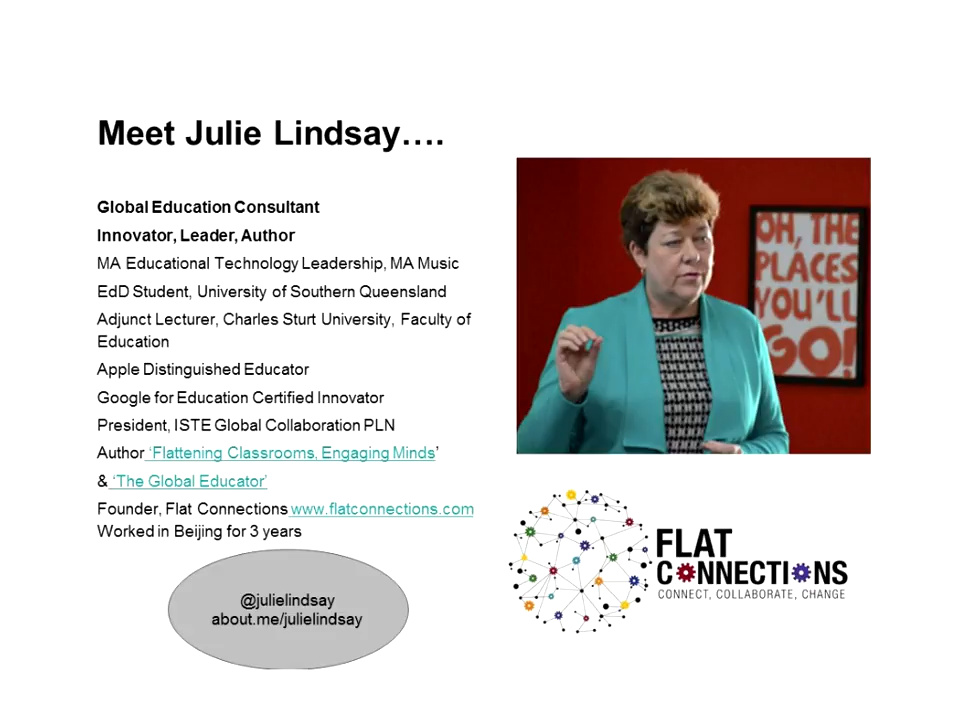 Meet Julie Lindsay….
Global Education Consultant
Innovator, Leader, Author
MA Educational Technology Leadership, MA Music
EdD Student, University of Southern Queensland
Adjunct Lecturer, Charles Sturt University, Faculty of
Education
Apple Distinguished Educator
Google for Education Certified Innovator
President, ISTE Global Collaboration PLN
Author ‘Flattening Classrooms, Engaging Minds’
& ‘The Global Educator’
Founder, Flat Connections www.flatconnections.com
Worked in Beijing for 3 years
@julielindsay
about.me/julielindsay
OH, THE
PLACES
YOU'LL
GO!
FLAT
CONNECTIONS
CONNECT, COLLABORATE, CHANGE